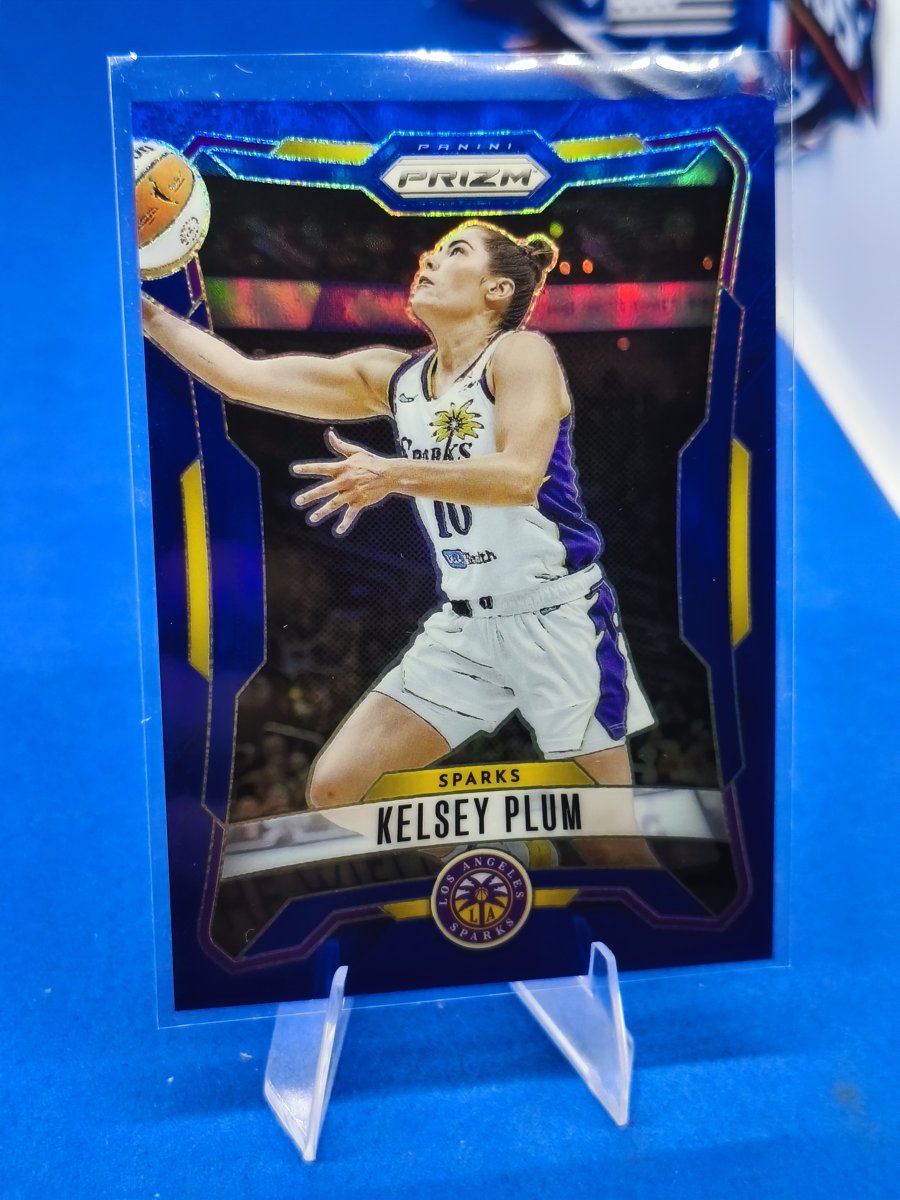 PANINI
PRIZM
SPARKS
10
SPARKS
KELSEY PLUM
LOS ANGELES
LA
SPARKS